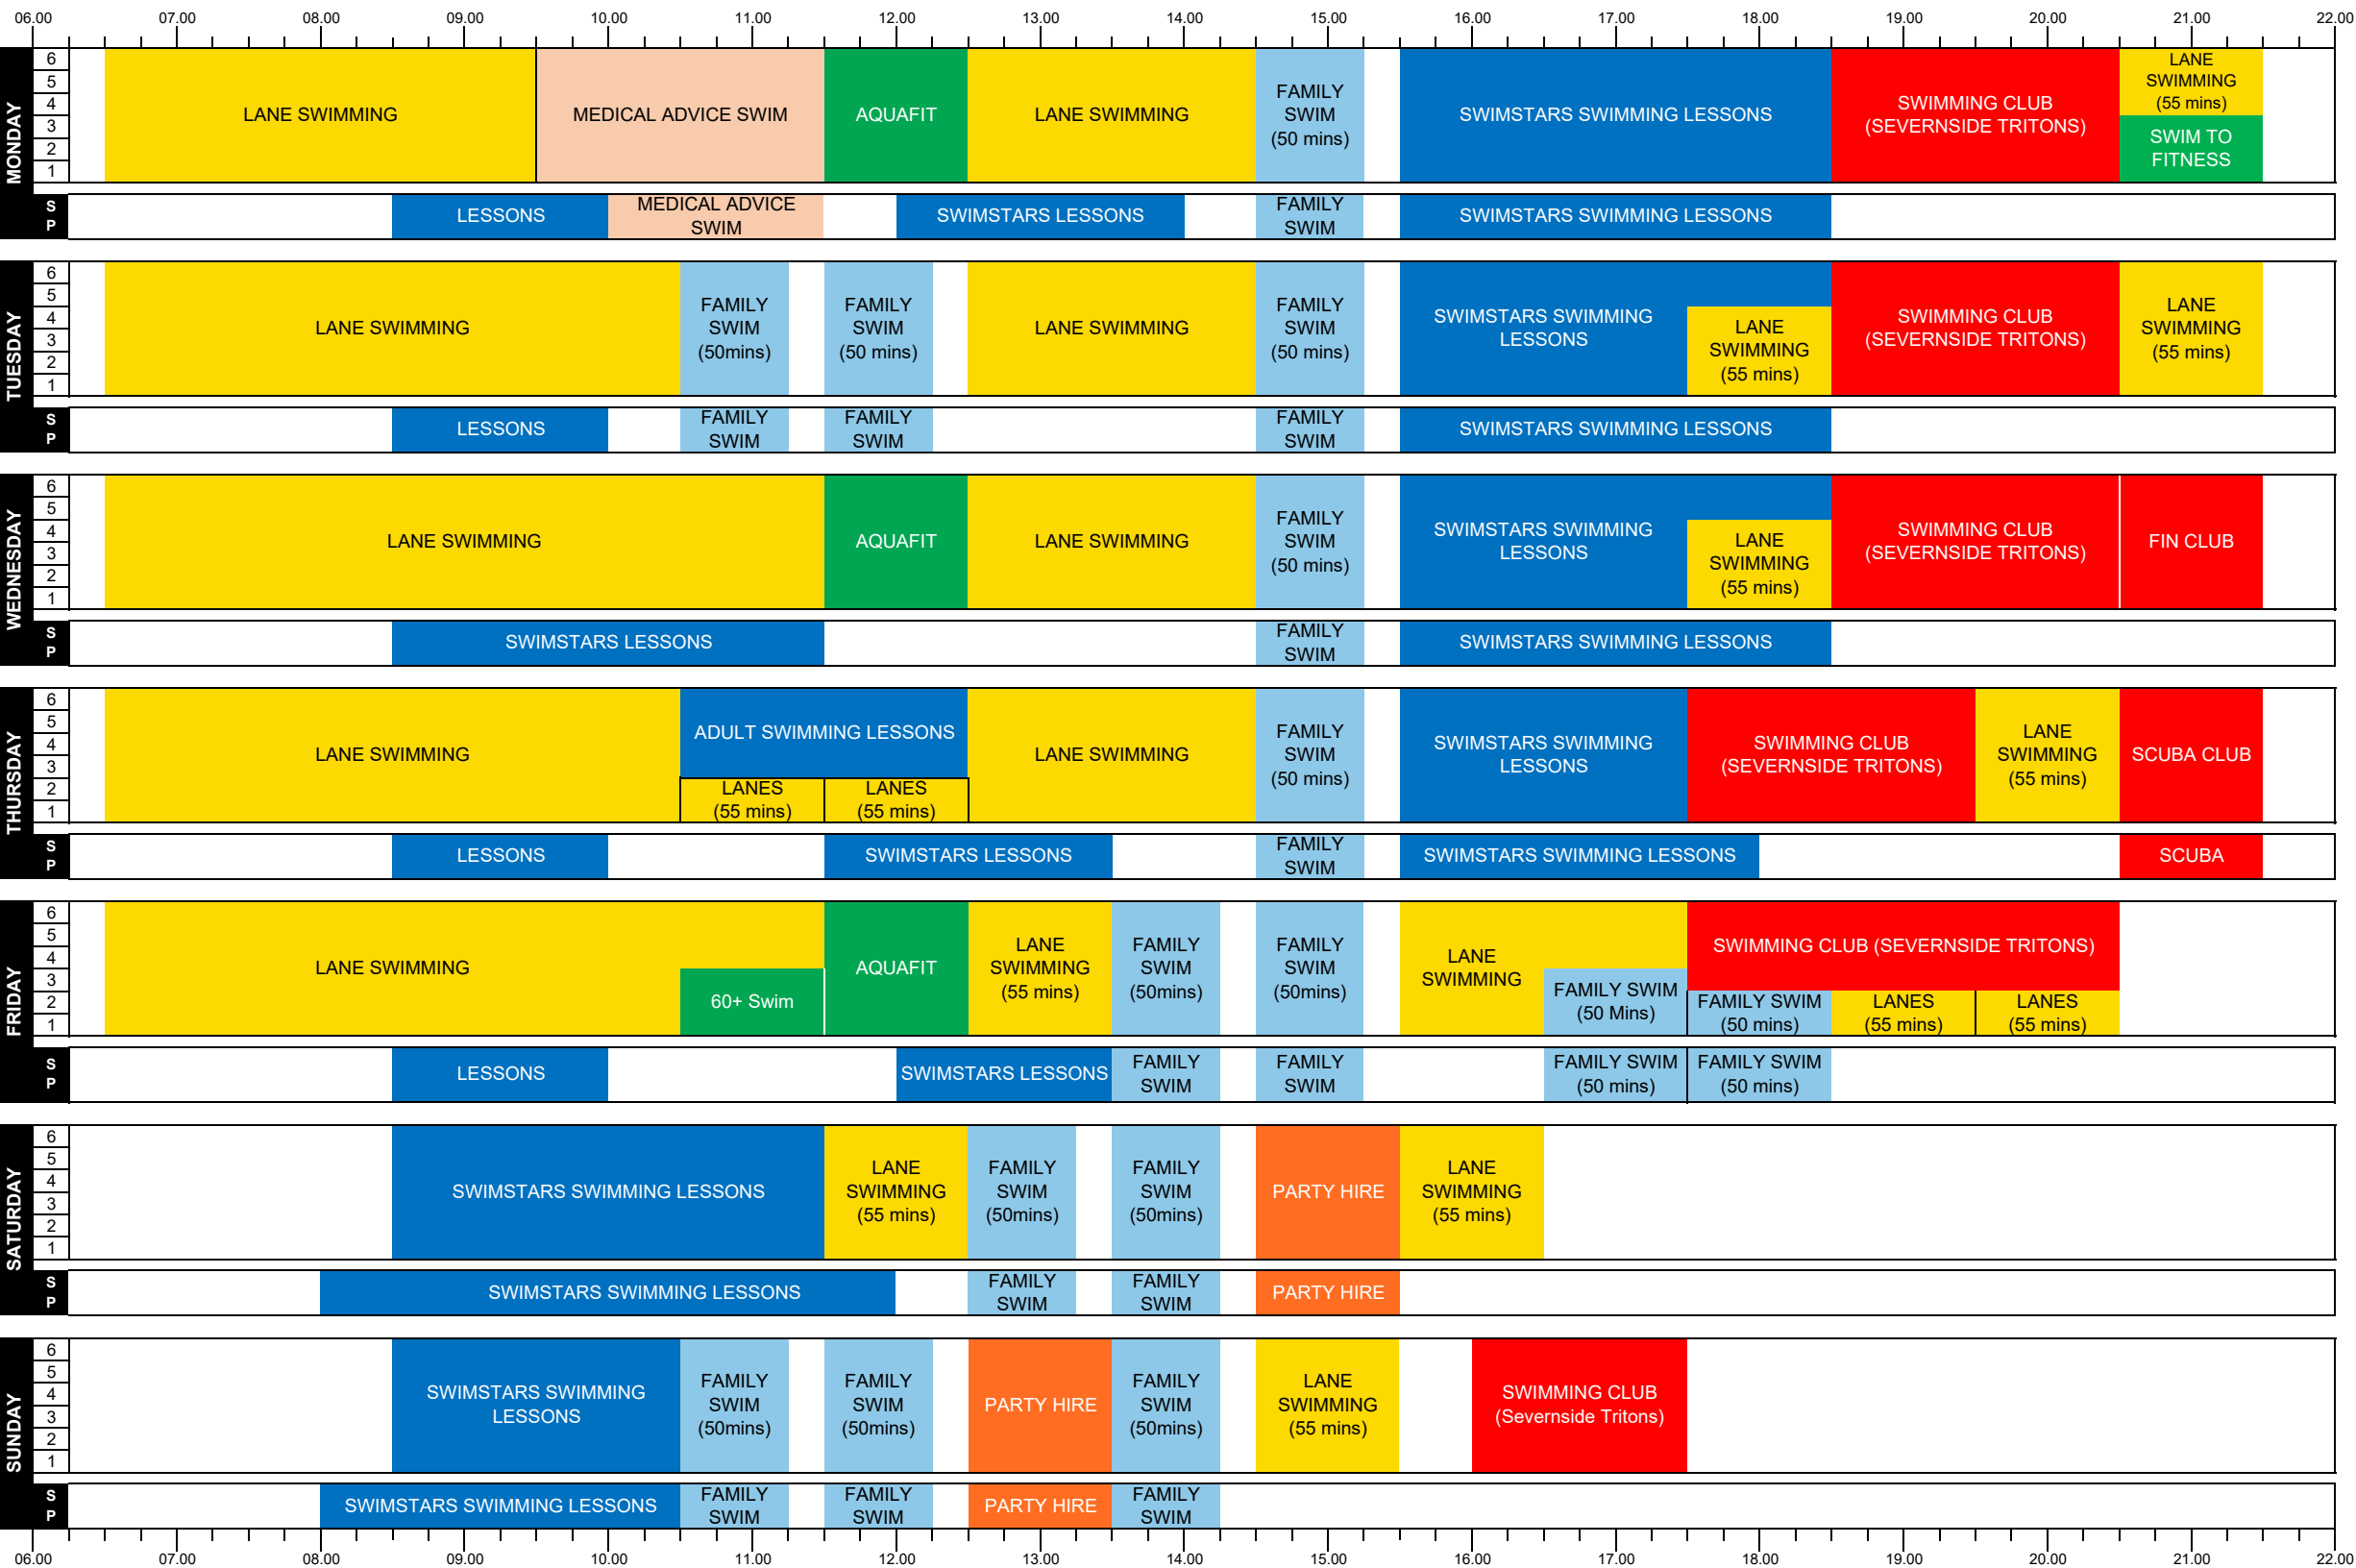 06.00 07.00 08.00 09.00 10.00 11.00 12.00 13.00 14.00 15.00 16.00 17.00 18.00 19.00 20.00 21.00 22.00
MONDAY
6
5
4
3
2
1
LANE SWIMMING
MEDICAL ADVICE SWIM
AQUAFIT
LANE SWIMMING
FAMILY
SWIM
(50 mins)
SWIMSTARS SWIMMING LESSONS
SWIMMING CLUB
(SEVERNSIDE TRITONS)
LANE
SWIMMING
(55 mins)
SWIM TO
FITNESS
S
P
LESSONS
MEDICAL ADVICE
SWIM
SWIMSTARS LESSONS
FAMILY
SWIM
SWIMSTARS SWIMMING LESSONS
TUESDAY
6
5
4
3
2
1
LANE SWIMMING
FAMILY
SWIM
(50mins)
FAMILY
SWIM
(50 mins)
LANE SWIMMING
FAMILY
SWIM
(50 mins)
SWIMSTARS SWIMMING
LESSONS
LANE
SWIMMING
(55 mins)
SWIMMING CLUB
(SEVERNSIDE TRITONS)
LANE
SWIMMING
(55 mins)
S
P
LESSONS
FAMILY
SWIM
FAMILY
SWIM
FAMILY
SWIM
SWIMSTARS SWIMMING LESSONS
WEDNESDAY
6
5
4
3
2
1
LANE SWIMMING
AQUAFIT
LANE SWIMMING
FAMILY
SWIM
(50 mins)
SWIMSTARS SWIMMING
LESSONS
LANE
SWIMMING
(55 mins)
SWIMMING CLUB
(SEVERNSIDE TRITONS)
FIN CLUB
S
P
SWIMSTARS LESSONS
FAMILY
SWIM
SWIMSTARS SWIMMING LESSONS
THURSDAY
6
5
4
3
2
1
LANE SWIMMING
ADULT SWIMMING LESSONS
LANES
(55 mins)
LANES
(55 mins)
LANE SWIMMING
FAMILY
SWIM
(50 mins)
SWIMSTARS SWIMMING
LESSONS
SWIMMING CLUB
(SEVERNSIDE TRITONS)
LANE
SWIMMING
(55 mins)
SCUBA CLUB
S
P
LESSONS
SWIMSTARS LESSONS
FAMILY
SWIM
SWIMSTARS SWIMMING LESSONS
SCUBA
FRIDAY
6
5
4
3
2
1
LANE SWIMMING
60+ Swim
AQUAFIT
LANE
SWIMMING
(55 mins)
FAMILY
SWIM
(50mins)
FAMILY
SWIM
(50mins)
LANE
SWIMMING
FAMILY SWIM
(50 Mins)
SWIMMING CLUB (SEVERNSIDE TRITONS)
FAMILY SWIM
(50 mins)
LANES
(55 mins)
LANES
(55 mins)
S
P
LESSONS
SWIMSTARS LESSONS
FAMILY
SWIM
FAMILY
SWIM
FAMILY SWIM
(50 mins)
FAMILY SWIM
(50 mins)
SATURDAY
6
5
4
3
2
1
SWIMSTARS SWIMMING LESSONS
LANE
SWIMMING
(55 mins)
FAMILY
SWIM
(50mins)
FAMILY
SWIM
(50mins)
PARTY HIRE
LANE
SWIMMING
(55 mins)
S
P
SWIMSTARS SWIMMING LESSONS
FAMILY
SWIM
FAMILY
SWIM
PARTY HIRE
SUNDAY
6
5
4
3
2
1
SWIMSTARS SWIMMING
LESSONS
FAMILY
SWIM
(50mins)
FAMILY
SWIM
(50mins)
PARTY HIRE
FAMILY
SWIM
(50mins)
LANE
SWIMMING
(55 mins)
SWIMMING CLUB
(Severnside Tritons)
S
P
SWIMSTARS SWIMMING LESSONS
FAMILY
SWIM
FAMILY
SWIM
PARTY HIRE
FAMILY
SWIM
06.00 07.00 08.00 09.00 10.00 11.00 12.00 13.00 14.00 15.00 16.00 17.00 18.00 19.00 20.00 21.00 22.00